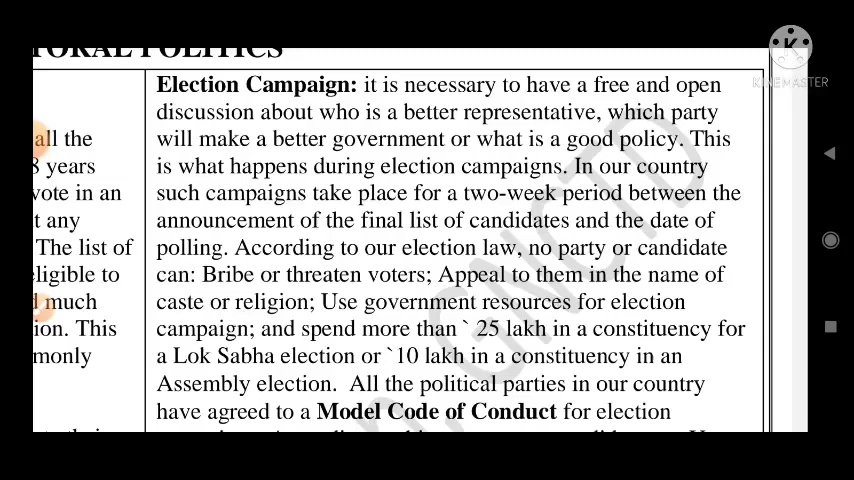 TORAL POLITICS
all the
8 years
vote in an
t any
The list of
eligible to
d much
ion. This
monly
Election Campaign: it is necessary to have a free and open
discussion about who is a better representative, which party
will make a better government or what is a good policy. This
is what happens during election campaigns. In our country
such campaigns take place for a two-week period between the
announcement of the final list of candidates and the date of
polling. According to our election law, no party or candidate
can: Bribe or threaten voters; Appeal to them in the name of
caste or religion; Use government resources for election
campaign; and spend more than ` 25 lakh in a constituency for
a Lok Sabha election or `10 lakh in a constituency in an
Assembly election. All the political parties in our country
have agreed to a Model Code of Conduct for election
n, GNCTD
K
KINEMASTER